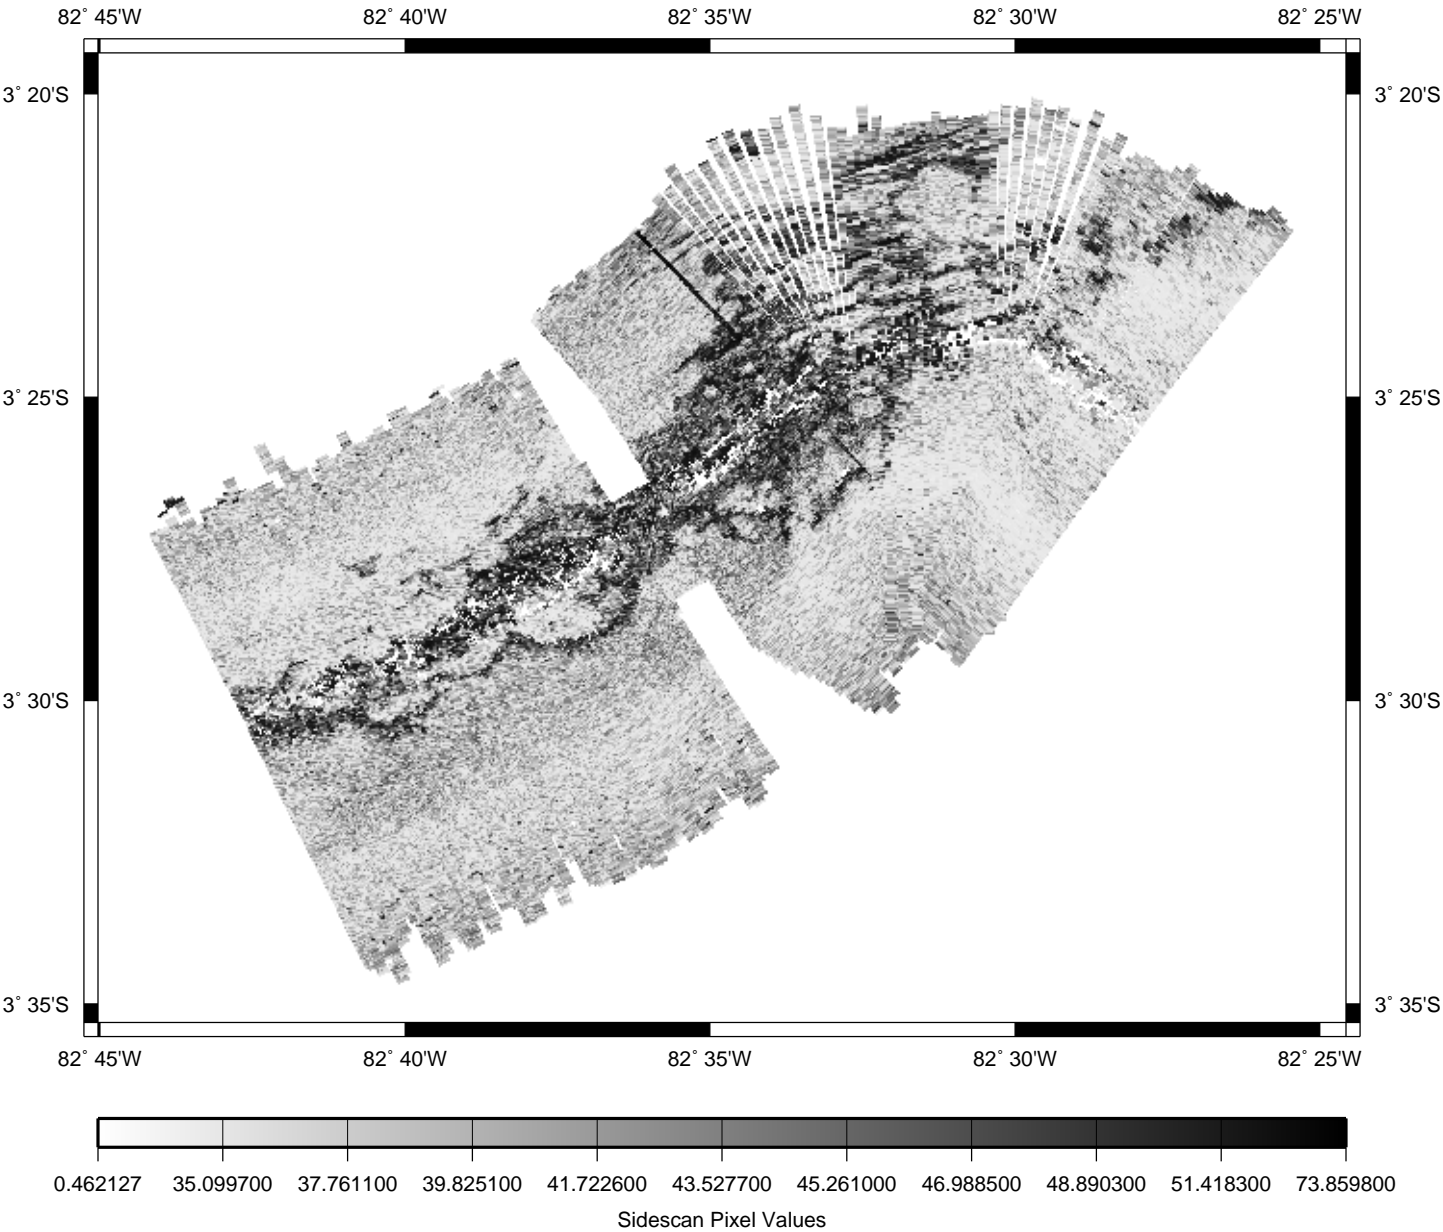 82° 45'W 82° 40'W 82° 35'W 82° 30'W 82° 25'W
3° 20'S 3° 20'S
3° 25'S 3° 25'S
3° 30'S 3° 30'S
3° 35'S 3° 35'S
82° 45'W 82° 40'W 82° 35'W 82° 30'W 82° 25'W
0.462127 35.099700 37.761100 39.825100 41.722600 43.527700 45.261000 46.988500 48.890300 51.418300 73.859800
Sidescan Pixel Values